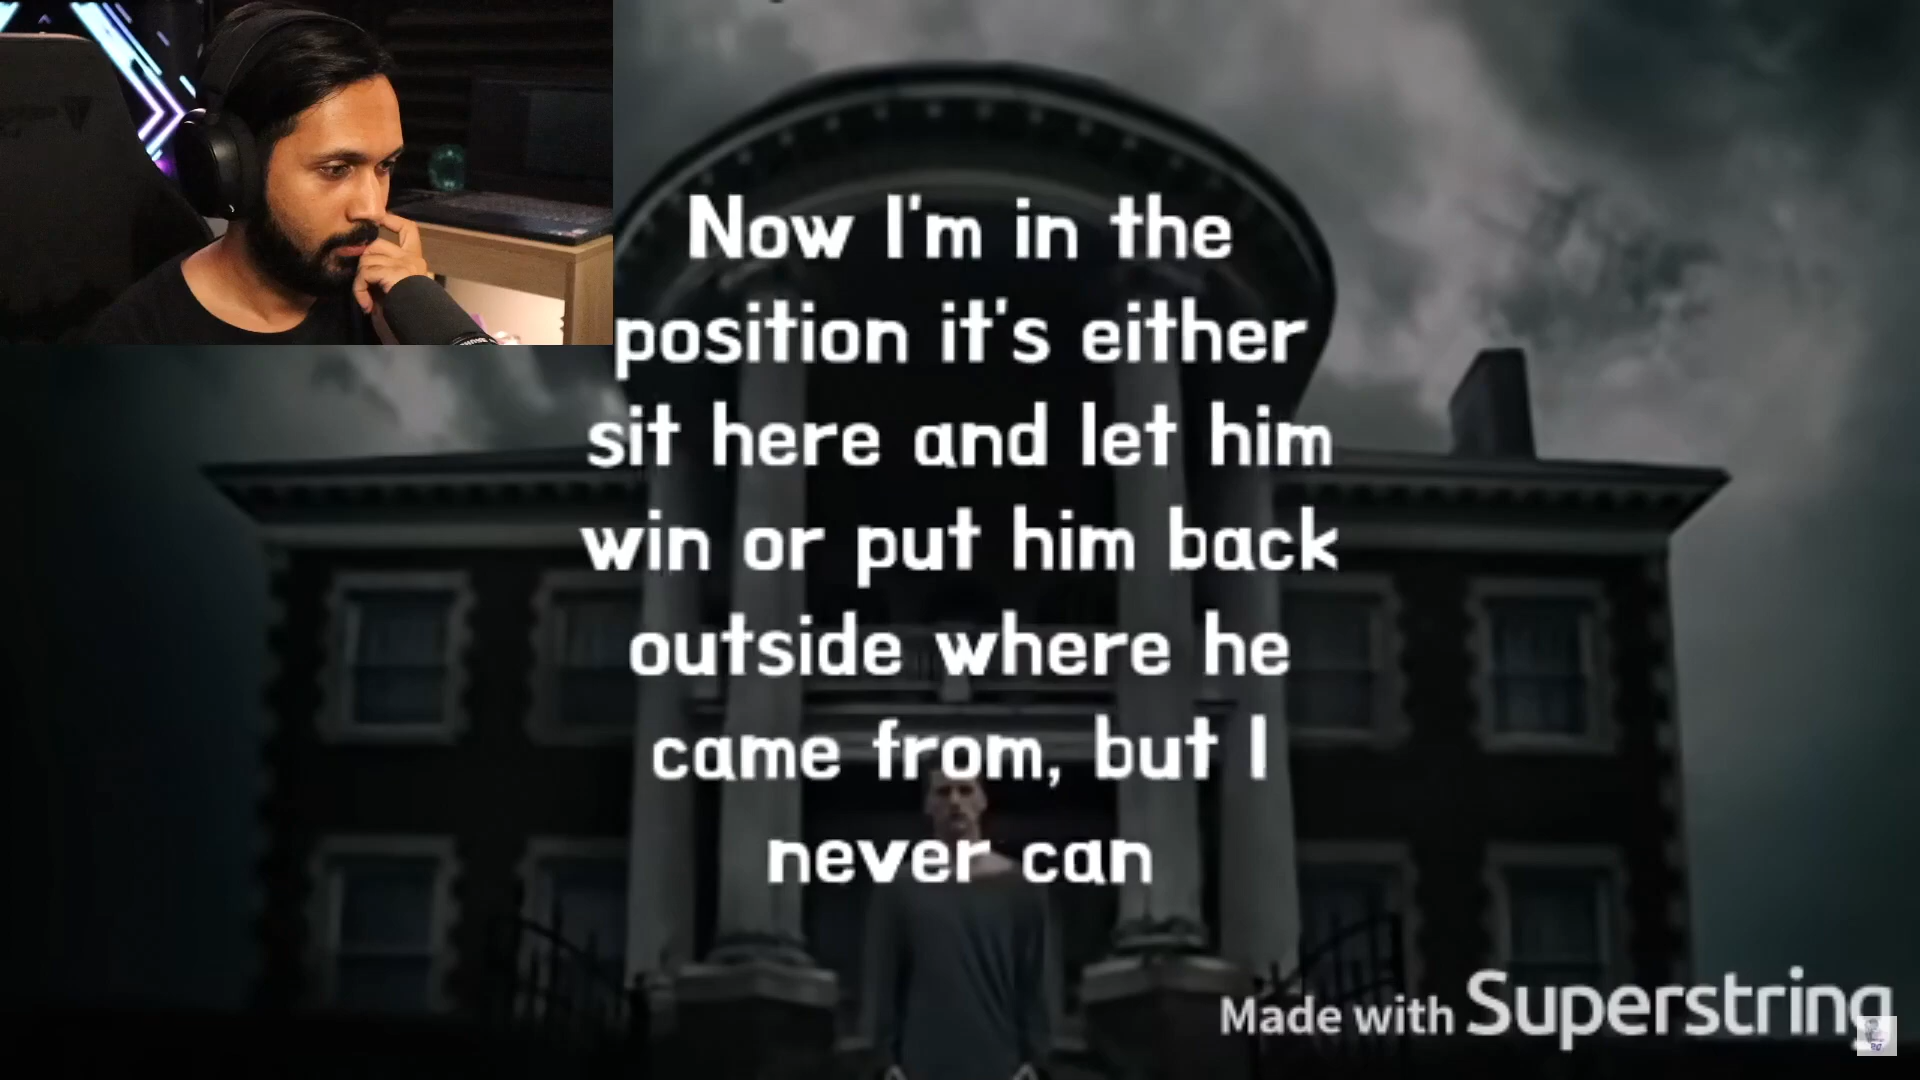 Now I'm in the
position it's either
sit here and let him
win or put him back
outside where he
came from, but I
never can
Made with Superstring